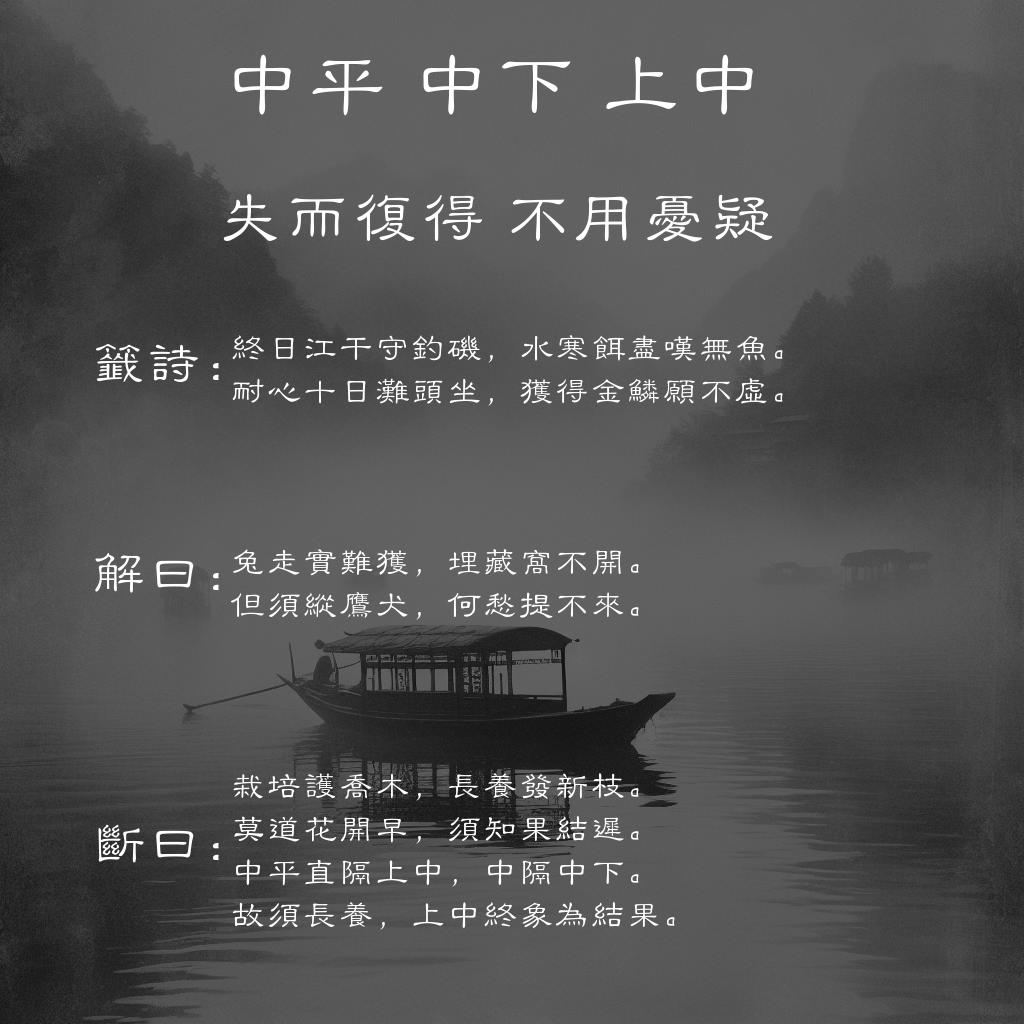 中平 中下 上中
失而復得 不用憂疑
籤詩:
終日江干守釣磯，水寒餌盡嘆無魚。
耐心十日灘頭坐，獲得金鱗願不虛。
解曰:
兔走實難獲，埋藏窩不開。
但須縱鷹犬，何愁提不來。
斷曰:
栽培護喬木，長養發新枝。
莫道花開早，須知果結遲。
中平直隔上中，中隔中下。
故須長養，上中終象為結果。